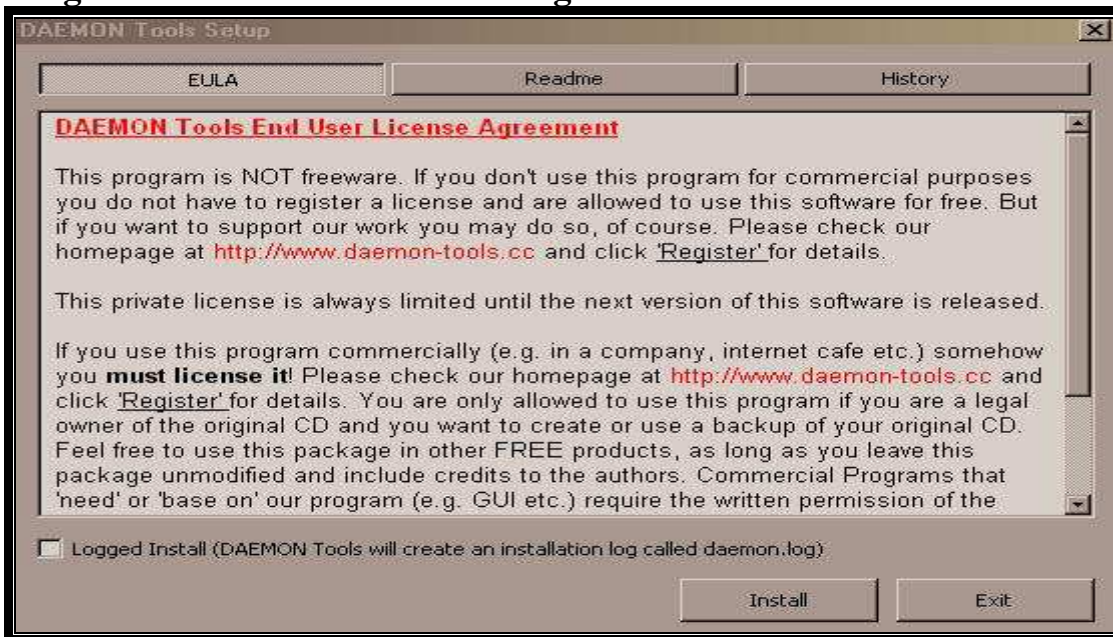 DAEMON Tools Setup
EULA
Readme
History
DAEMON Tools End User License Agreement
This program is NOT freeware. If you don't use this program for commercial purposes
you do not have to register a license and are allowed to use this software for free. But
if you want to support our work you may do so, of course. Please check our
homepage at http://www.daemon-tools.cc and click 'Register' for details.
This private license is always limited until the next version of this software is released.
If you use this program commercially (e.g. in a company, internet cafe etc.) somehow
you must license it! Please check our homepage at http://www.daemon-tools.cc and
click 'Register' for details. You are only allowed to use this program if you are a legal
owner of the original CD and you want to create or use a backup of your original CD.
Feel free to use this package in other FREE products, as long as you leave this
package unmodified and include credits to the authors. Commercial Programs that
'need' or 'base on' our program (e.g. GUI etc.) require the written permission of the
Logged Install (DAEMON Tools will create an installation log called daemon.log)
Install
Exit